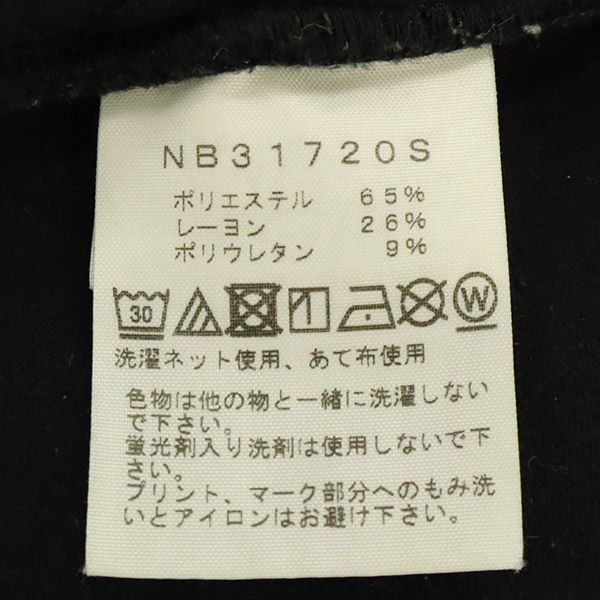 NB31720S
ポリエステル 65%
レーヨン 26%
ポリウレタン 9%
30 W
洗濯ネット使用、あて布使用
色物は他の物と一緒に洗濯しない
で下さい。
蛍光剤入り洗剤は使用しないで下
さい。
プリント、マーク部分へのもみ洗
いとアイロンはお避け下さい。